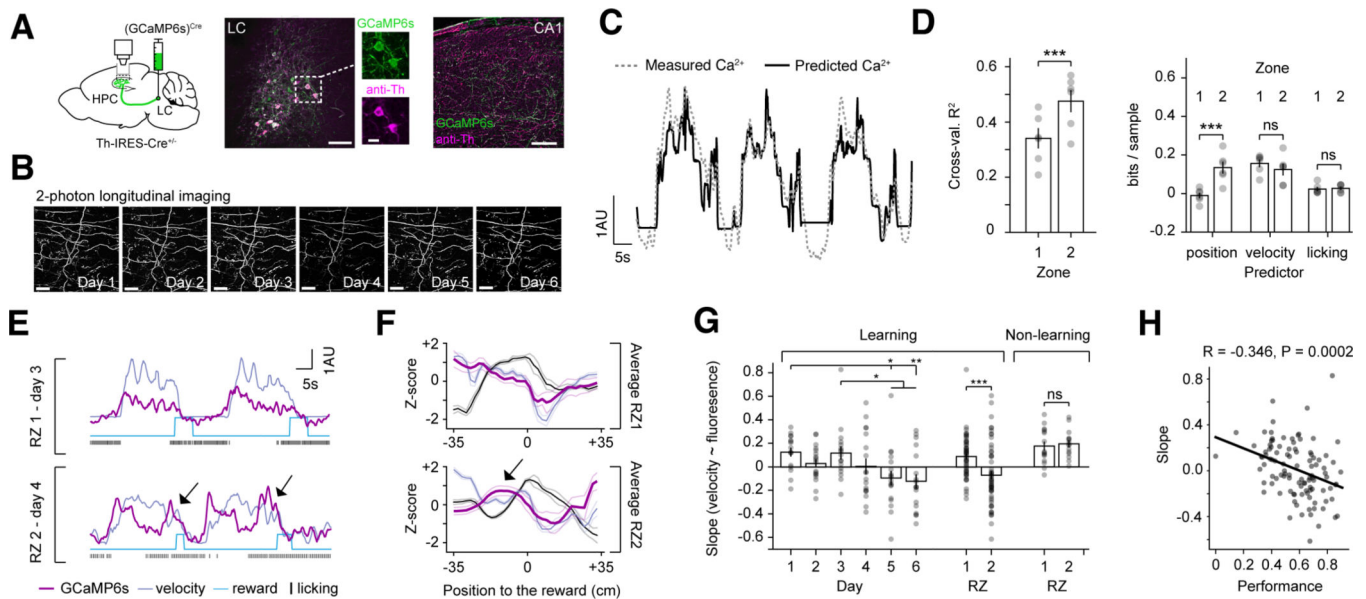 A
(GCaMP6s)Cre
HPC
LC
Th-IRES-Cre+/-
LC
GCaMP6s
anti-Th
CA1
GCaMP6s
anti-Th
B
2-photon longitudinal imaging
Day 1
Day 2
Day 3
Day 4
Day 5
Day 6
C
Measured Ca2+
Predicted Ca2+
1AU
5s
D
***
Cross-val. R2
0.6
0.4
0.2
0
1 2
Zone
Zone
1 2 1 2 1 2
*** ns ns
bits / sample
0.6
0.4
0.2
0
-0.2
position velocity licking
Predictor
E
1AU
5s
RZ 1 - day 3
RZ 2 - day 4
GCaMP6s velocity reward licking
F
+2
0
-2
Z-score
-35 0 +35
Average RZ1
+2
0
-2
Z-score
-35 0 +35
Average RZ2
Position to the reward (cm)
G
Learning Non-learning
* **
*
***
ns
Slope (velocity ~ fluoresence)
0.8
0.6
0.4
0.2
0
-0.2
-0.4
-0.6
1 2 3 4 5 6
Day
1 2
RZ
1 2
RZ
H
R = -0.346, P = 0.0002
Slope
0.8
0.4
0.0
-0.4
0 0.2 0.4 0.6 0.8
Performance